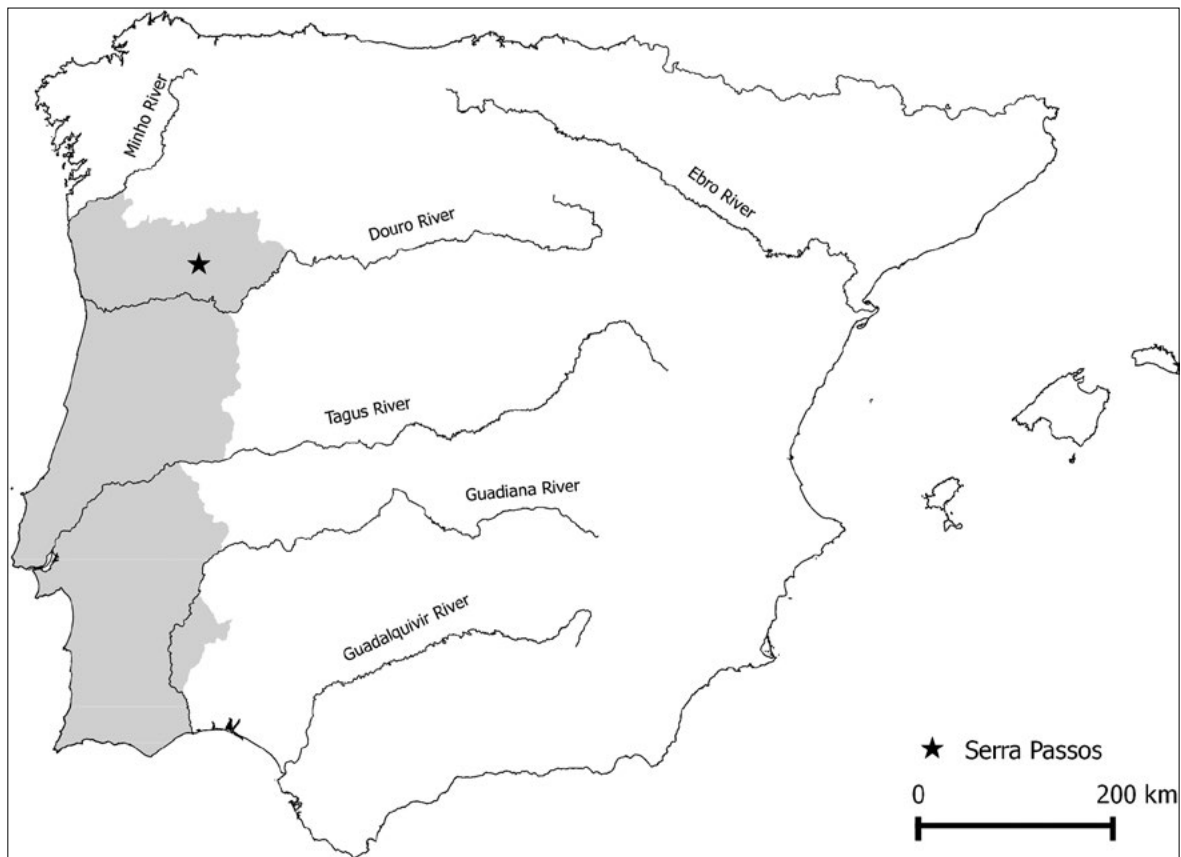 Minho River
Ebro River
Douro River
Tagus River
Guadiana River
Guadalquivir River
Serra Passos
0 200 km